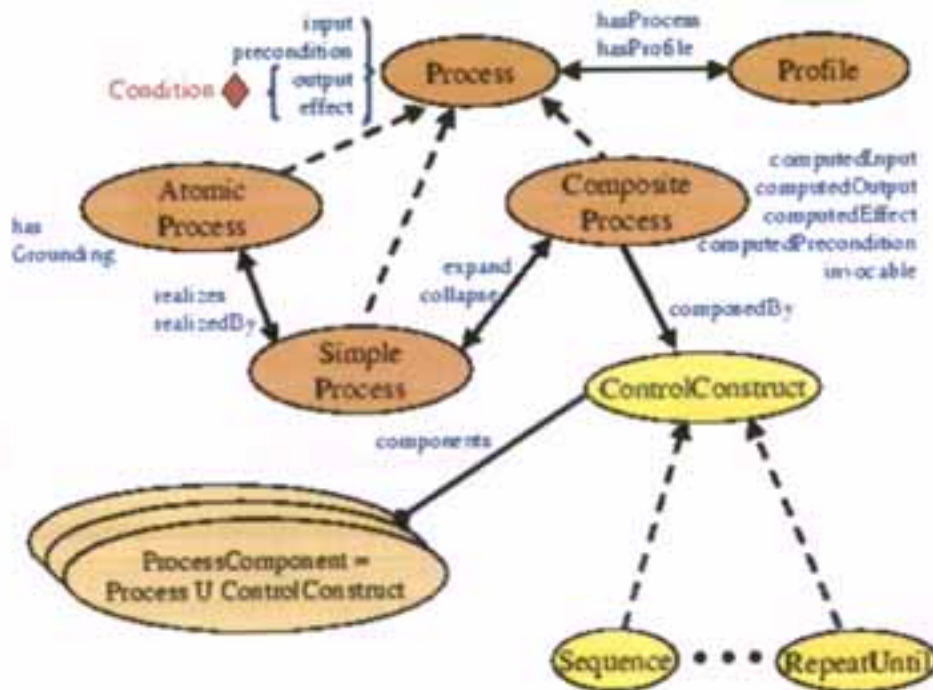 input
precondition
output
effect
Condition
Process
hasProcess
hasProfile
Profile
Atomic
Process
Composite
Process
computedInput
computedOutput
computedEffect
computedPrecondition
invocable
has
Grounding
realizes
realizedBy
expand
collapse
composedBy
Simple
Process
ControlConstruct
components
ProcessComponent =
Process U ControlConstruct
Sequence
• • •
RepeatUntil